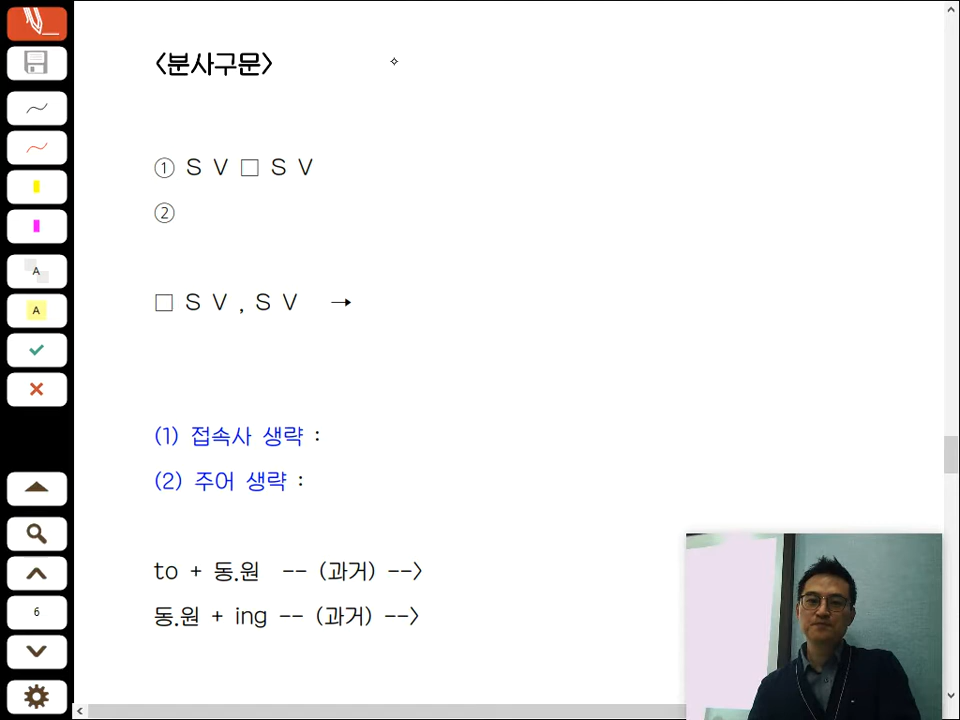 <분사구문>
① S V □ S V
②
□ S V , S V →
(1) 접속사 생략 :
(2) 주어 생략 :
to + 동.원 -- (과거) -->
동.원 + ing -- (과거) -->
A
A
6